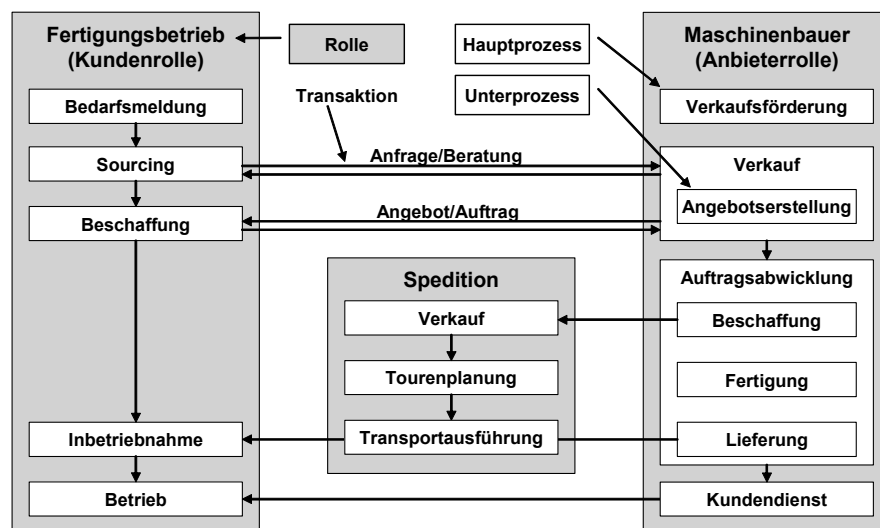 Fertigungsbetrieb
(Kundenrolle)
Bedarfsmeldung
Sourcing
Beschaffung
Inbetriebnahme
Betrieb
Rolle
Transaktion
Hauptprozess
Unterprozess
Anfrage/Beratung
Angebot/Auftrag
Spedition
Verkauf
Tourenplanung
Transportausführung
Maschinenbauer
(Anbieterrolle)
Verkaufsförderung
Verkauf
Angebotserstellung
Auftragsabwicklung
Beschaffung
Fertigung
Lieferung
Kundendienst